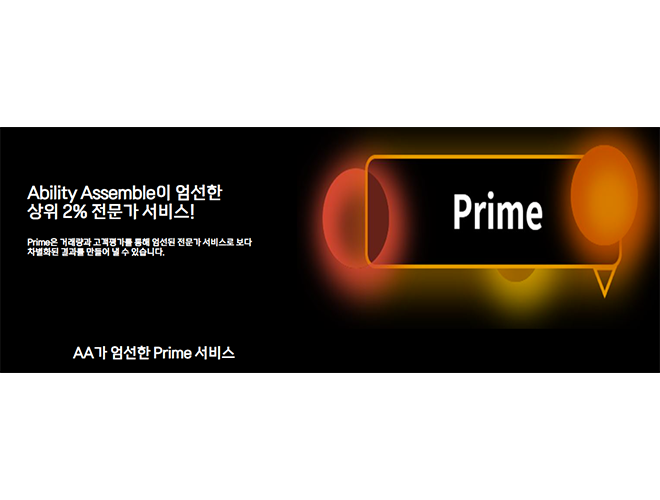 Ability Assemble이 엄선한
상위 2% 전문가 서비스!
Prime은 거래량과 고객평가를 통해 엄선된 전문가 서비스로 보다
차별화된 결과를 만들어 낼 수 있습니다.
Prime
AA가 엄선한 Prime 서비스